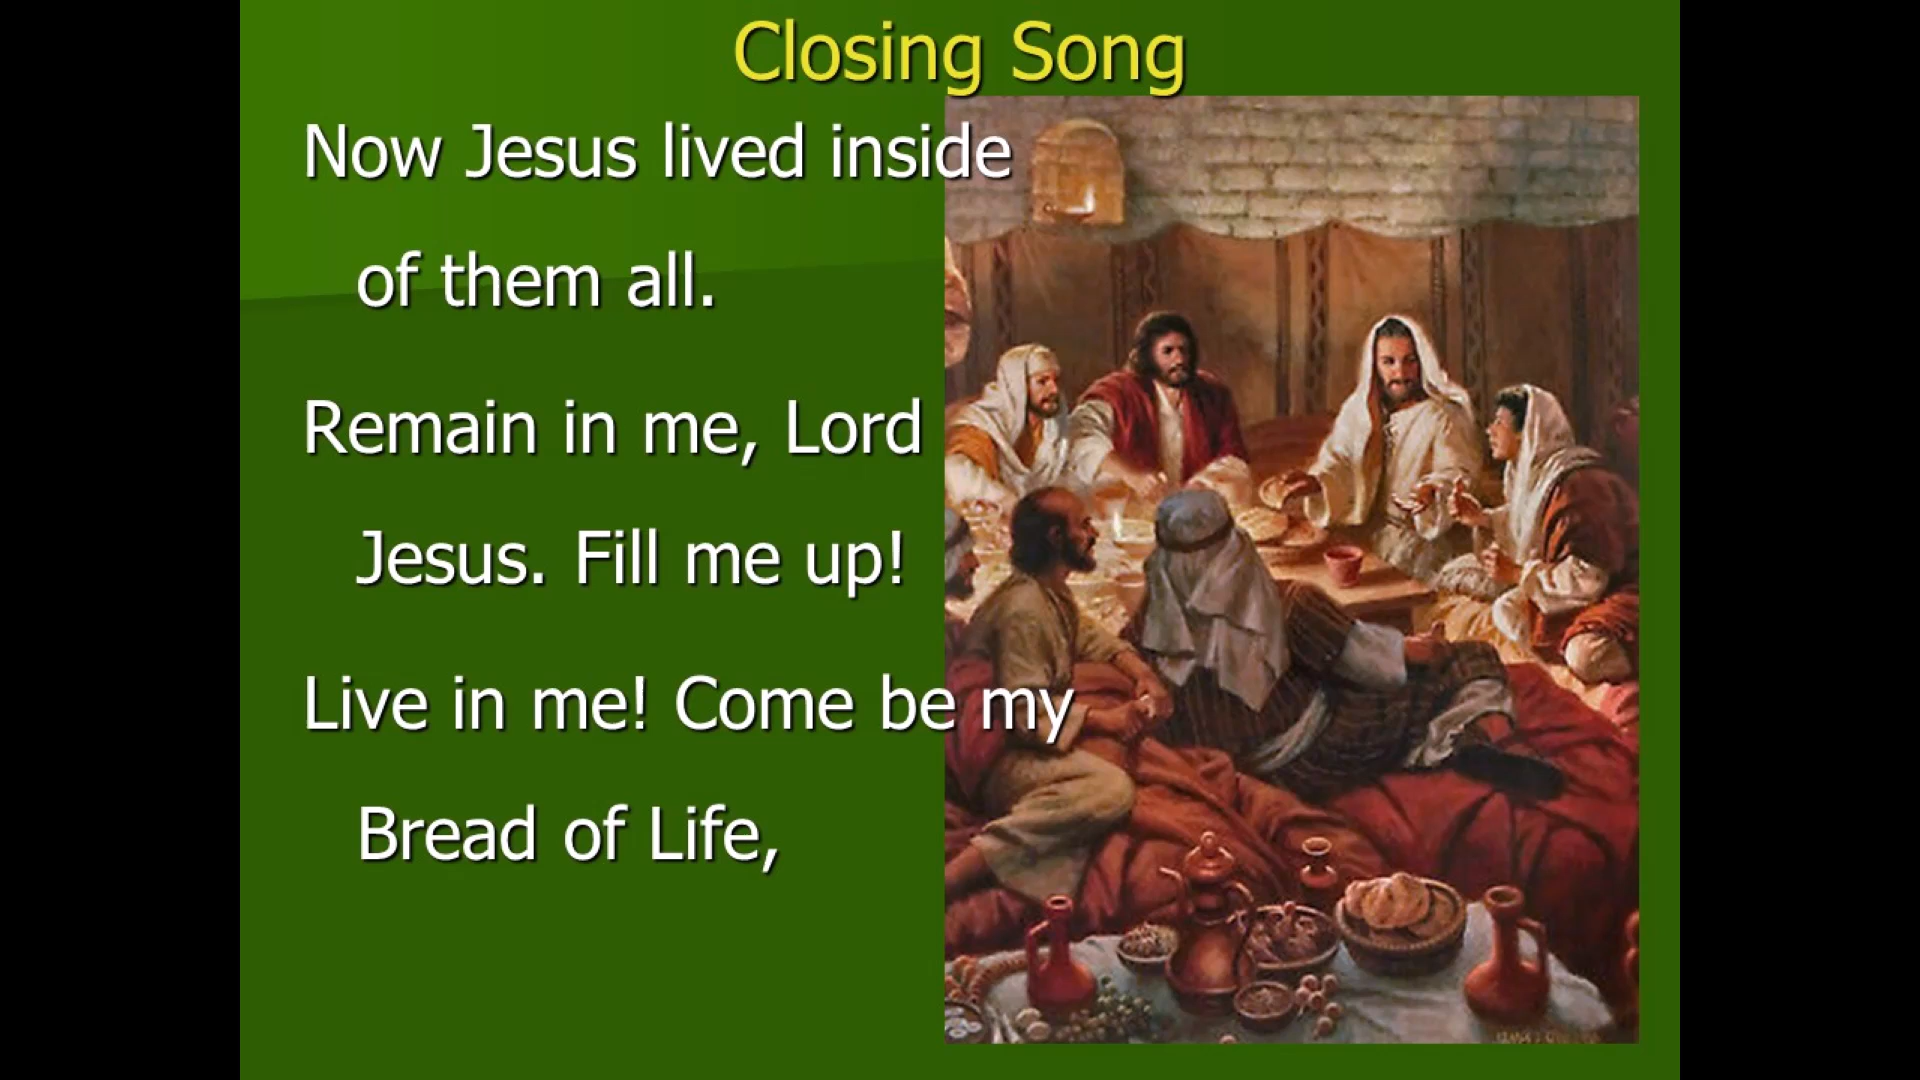 Closing Song
Now Jesus lived inside
of them all.
Remain in me, Lord
Jesus. Fill me up!
Live in me! Come be my
Bread of Life,